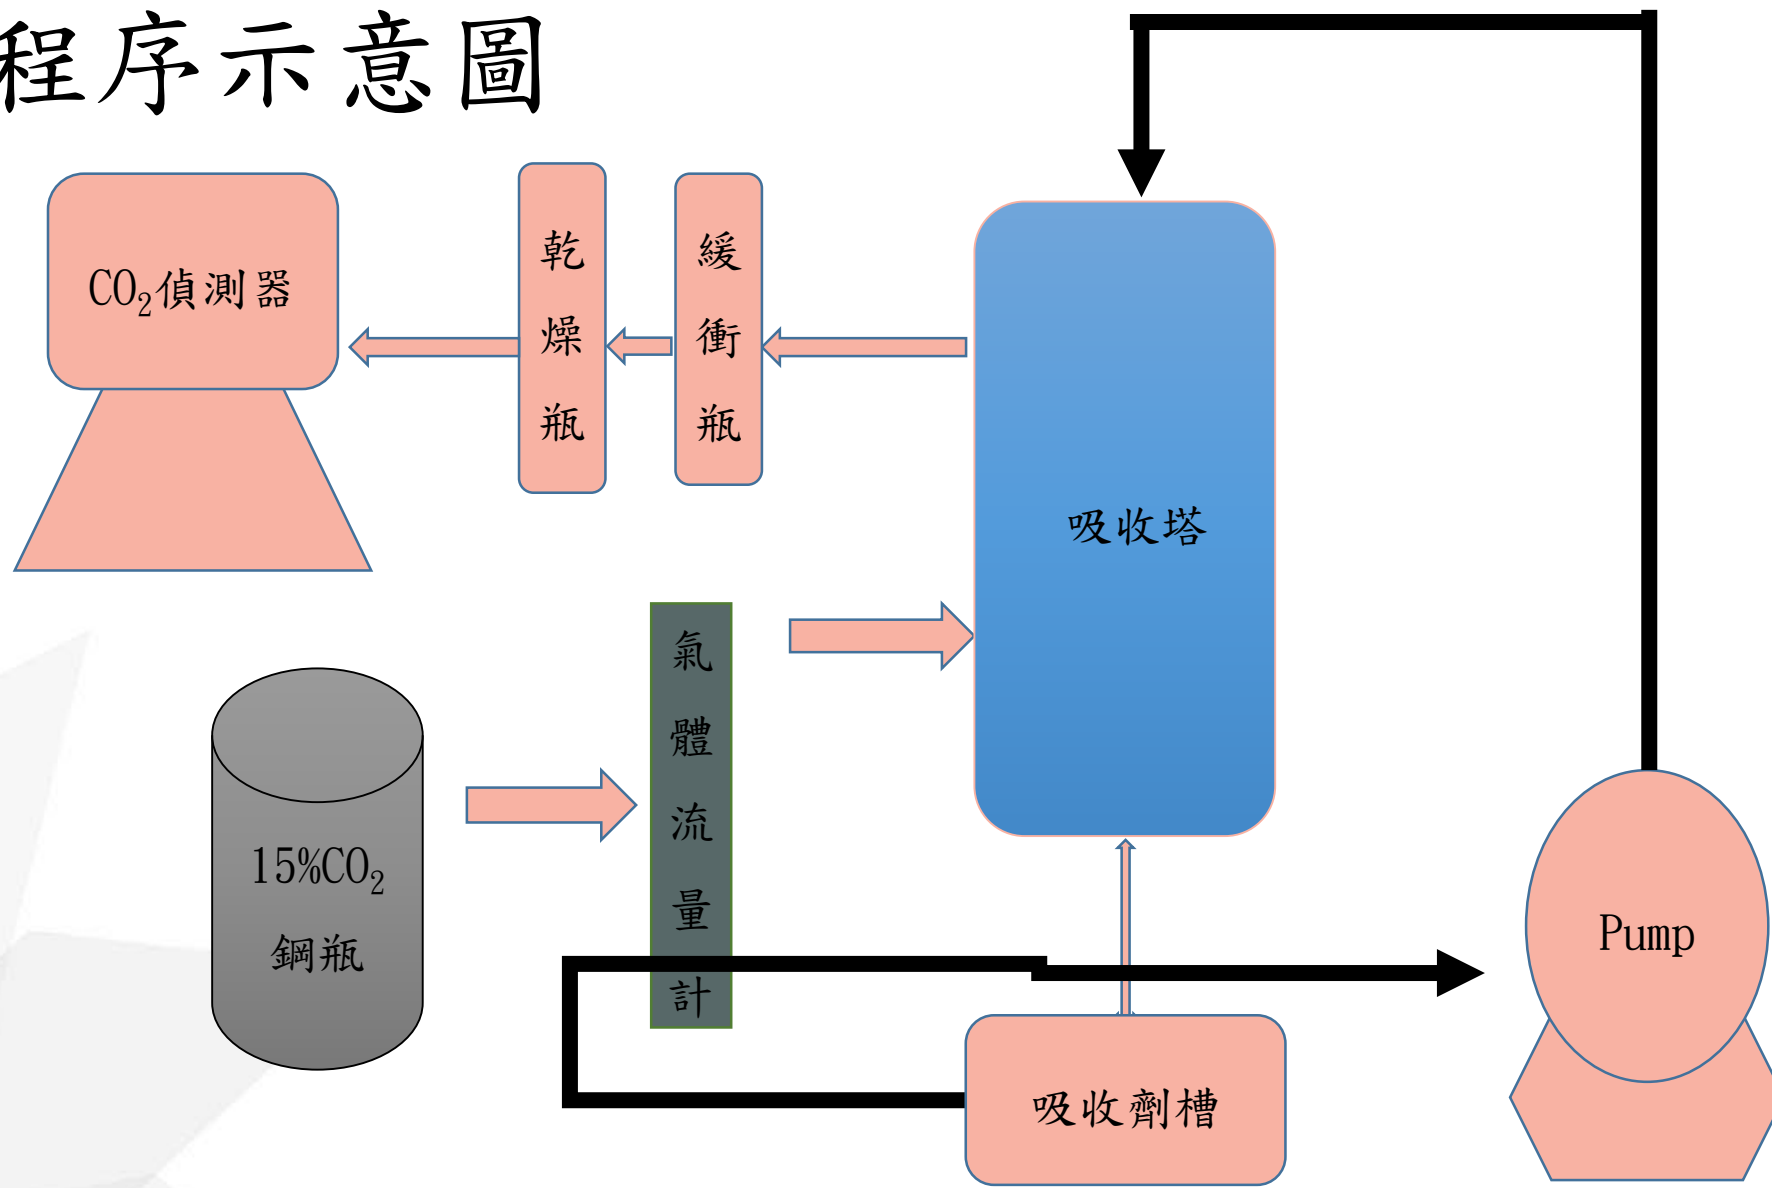 程序示意圖
CO₂偵測器
乾燥瓶
緩衝瓶
吸收塔
氣體流量計
15%CO₂
鋼瓶
Pump
吸收劑槽